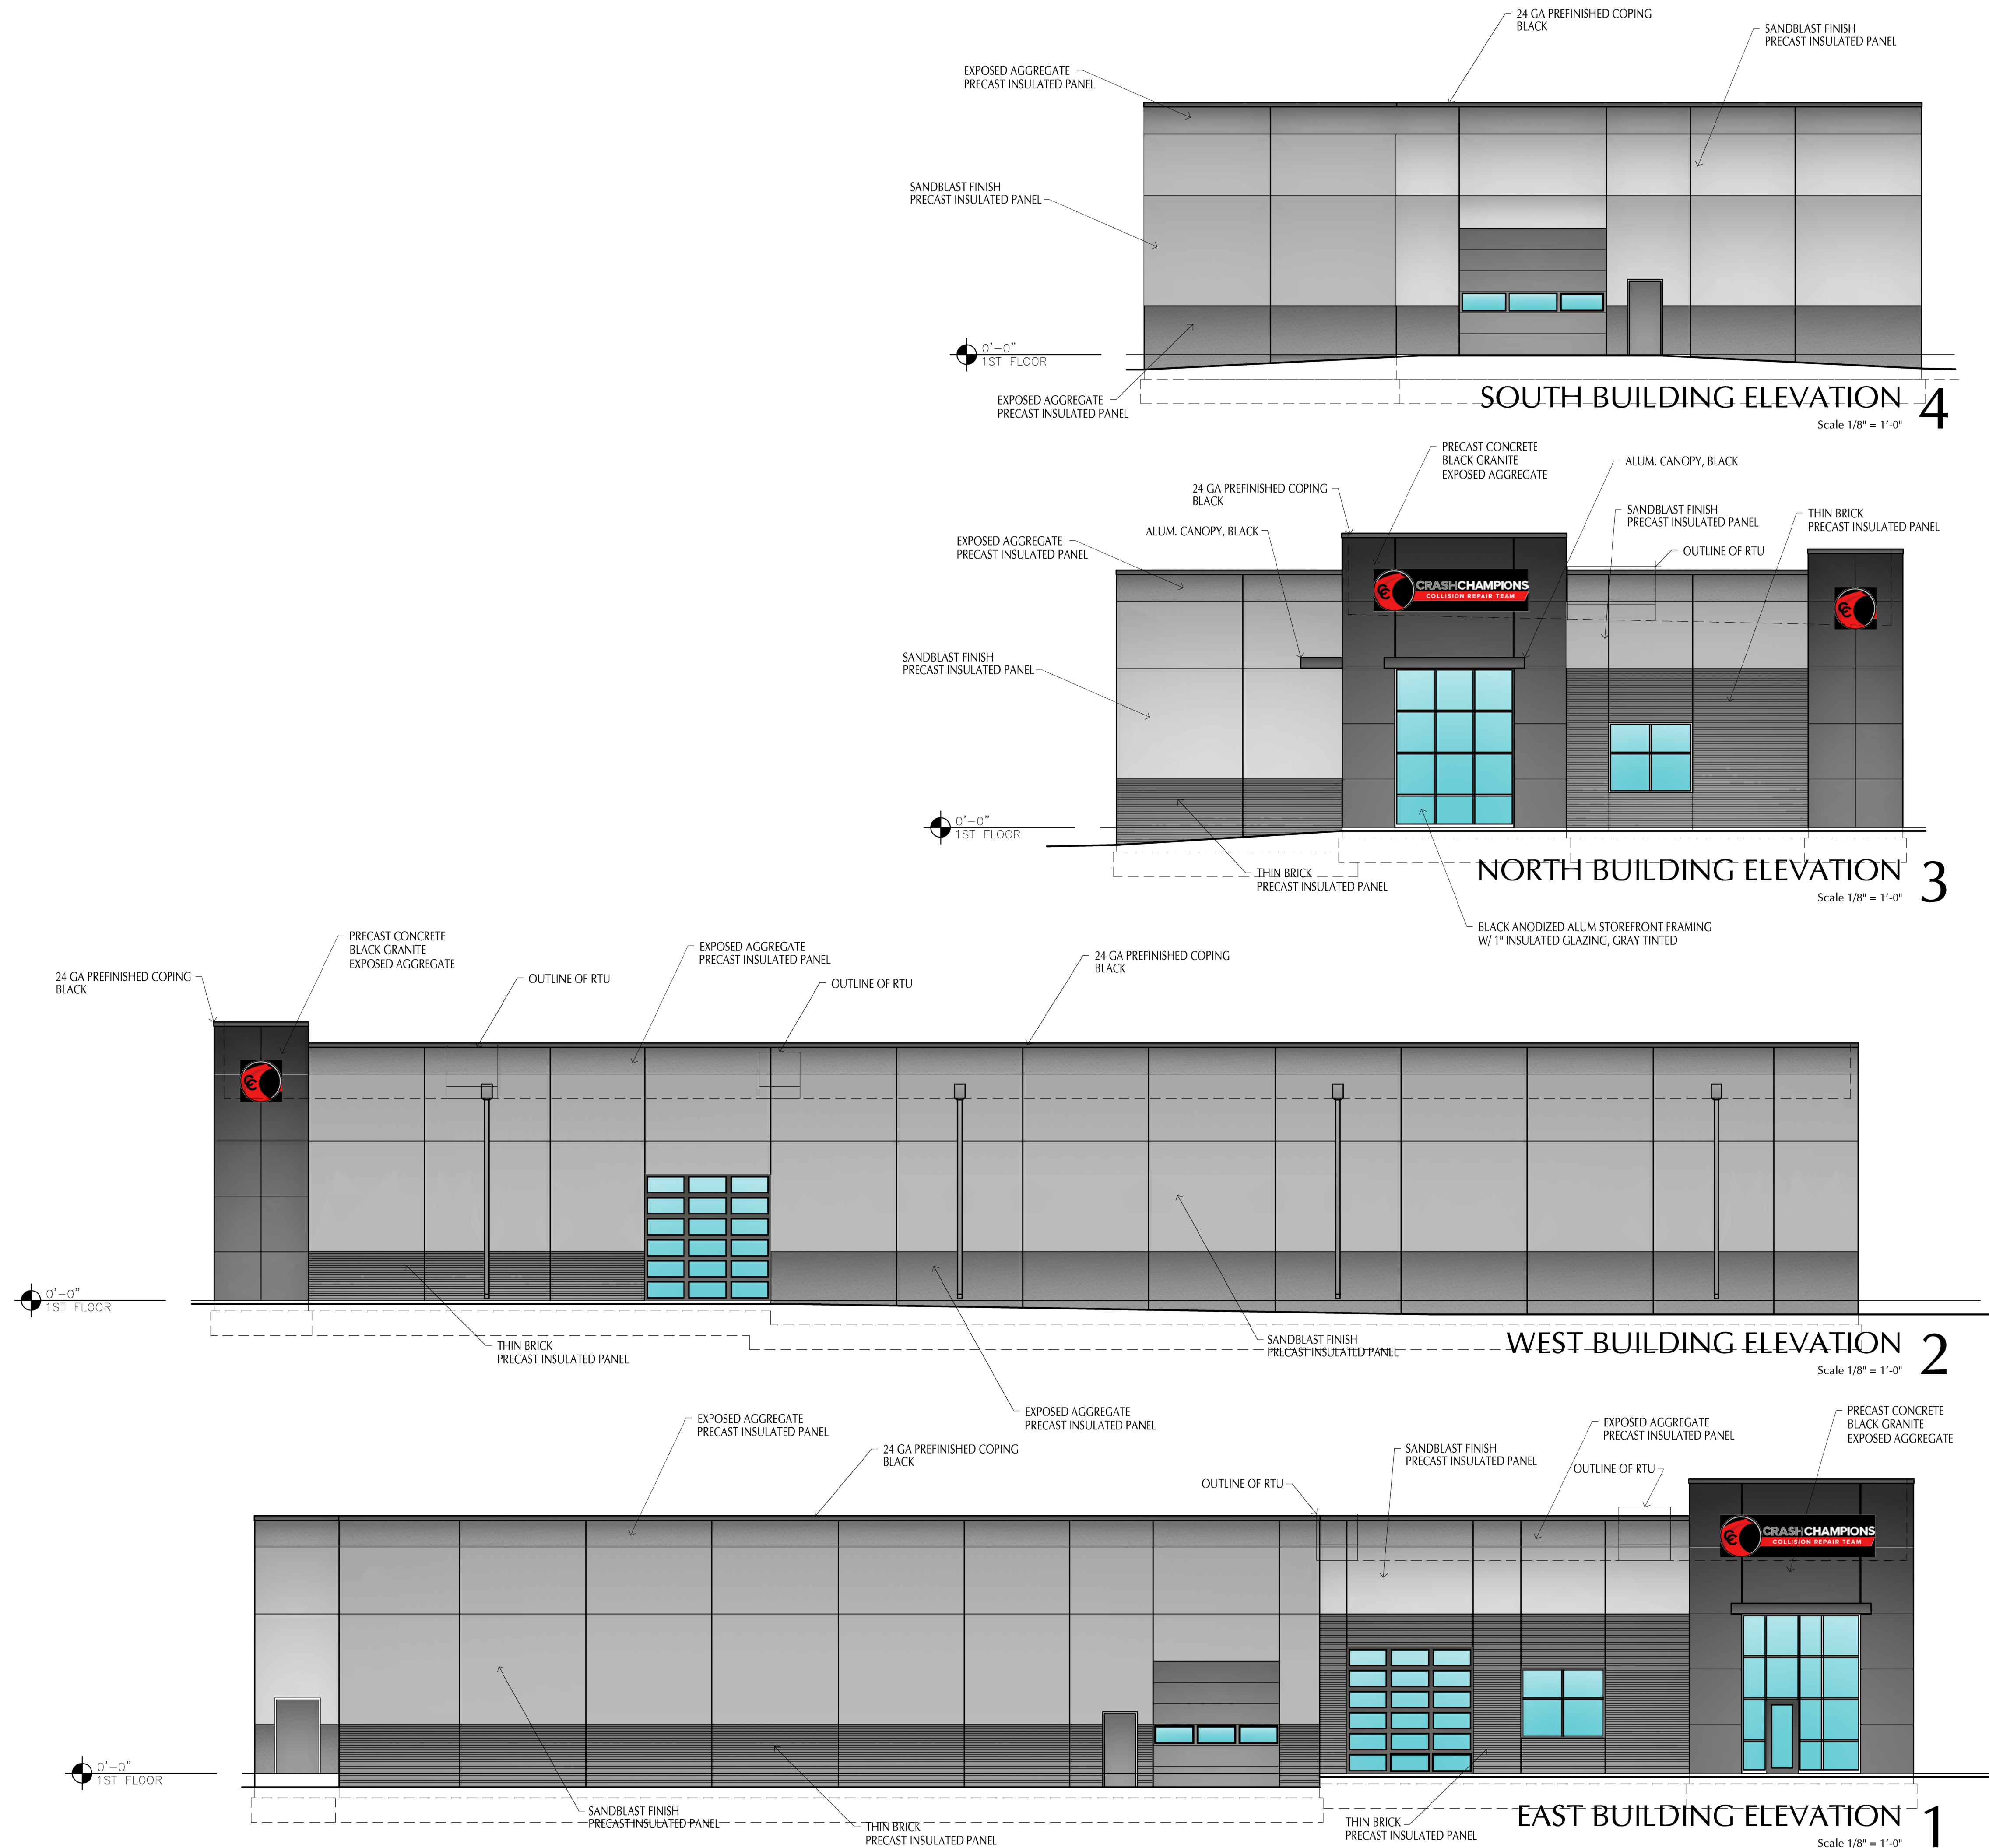 24 GA PREFINISHED COPING
BLACK
SANDBLAST FINISH
PRECAST INSULATED PANEL
EXPOSED AGGREGATE
PRECAST INSULATED PANEL
SANDBLAST FINISH
PRECAST INSULATED PANEL
0'-0"
1ST FLOOR
EXPOSED AGGREGATE
PRECAST INSULATED PANEL
SOUTH BUILDING ELEVATION 4
Scale 1/8" = 1'-0"
PRECAST CONCRETE
BLACK GRANITE
EXPOSED AGGREGATE
ALUM. CANOPY, BLACK
24 GA PREFINISHED COPING
BLACK
SANDBLAST FINISH
PRECAST INSULATED PANEL
THIN BRICK
PRECAST INSULATED PANEL
ALUM. CANOPY, BLACK
EXPOSED AGGREGATE
PRECAST INSULATED PANEL
OUTLINE OF RTU
CC
CRASHCHAMPIONS
COLLISION REPAIR TEAM
CC
SANDBLAST FINISH
PRECAST INSULATED PANEL
0'-0"
1ST FLOOR
THIN BRICK
PRECAST INSULATED PANEL
NORTH BUILDING ELEVATION 3
Scale 1/8" = 1'-0"
BLACK ANODIZED ALUM STOREFRONT FRAMING
W/ 1" INSULATED GLAZING, GRAY TINTED
PRECAST CONCRETE
BLACK GRANITE
EXPOSED AGGREGATE
24 GA PREFINISHED COPING
BLACK
OUTLINE OF RTU
EXPOSED AGGREGATE
PRECAST INSULATED PANEL
OUTLINE OF RTU
24 GA PREFINISHED COPING
BLACK
CC
0'-0"
1ST FLOOR
THIN BRICK
PRECAST INSULATED PANEL
SANDBLAST FINISH
PRECAST INSULATED PANEL
WEST BUILDING ELEVATION 2
Scale 1/8" = 1'-0"
EXPOSED AGGREGATE
PRECAST INSULATED PANEL
EXPOSED AGGREGATE
PRECAST INSULATED PANEL
24 GA PREFINISHED COPING
BLACK
OUTLINE OF RTU
SANDBLAST FINISH
PRECAST INSULATED PANEL
EXPOSED AGGREGATE
PRECAST INSULATED PANEL
OUTLINE OF RTU
PRECAST CONCRETE
BLACK GRANITE
EXPOSED AGGREGATE
CC
CRASHCHAMPIONS
COLLISION REPAIR TEAM
0'-0"
1ST FLOOR
SANDBLAST FINISH
PRECAST INSULATED PANEL
THIN BRICK
PRECAST INSULATED PANEL
THIN BRICK
PRECAST INSULATED PANEL
EAST BUILDING ELEVATION 1
Scale 1/8" = 1'-0"